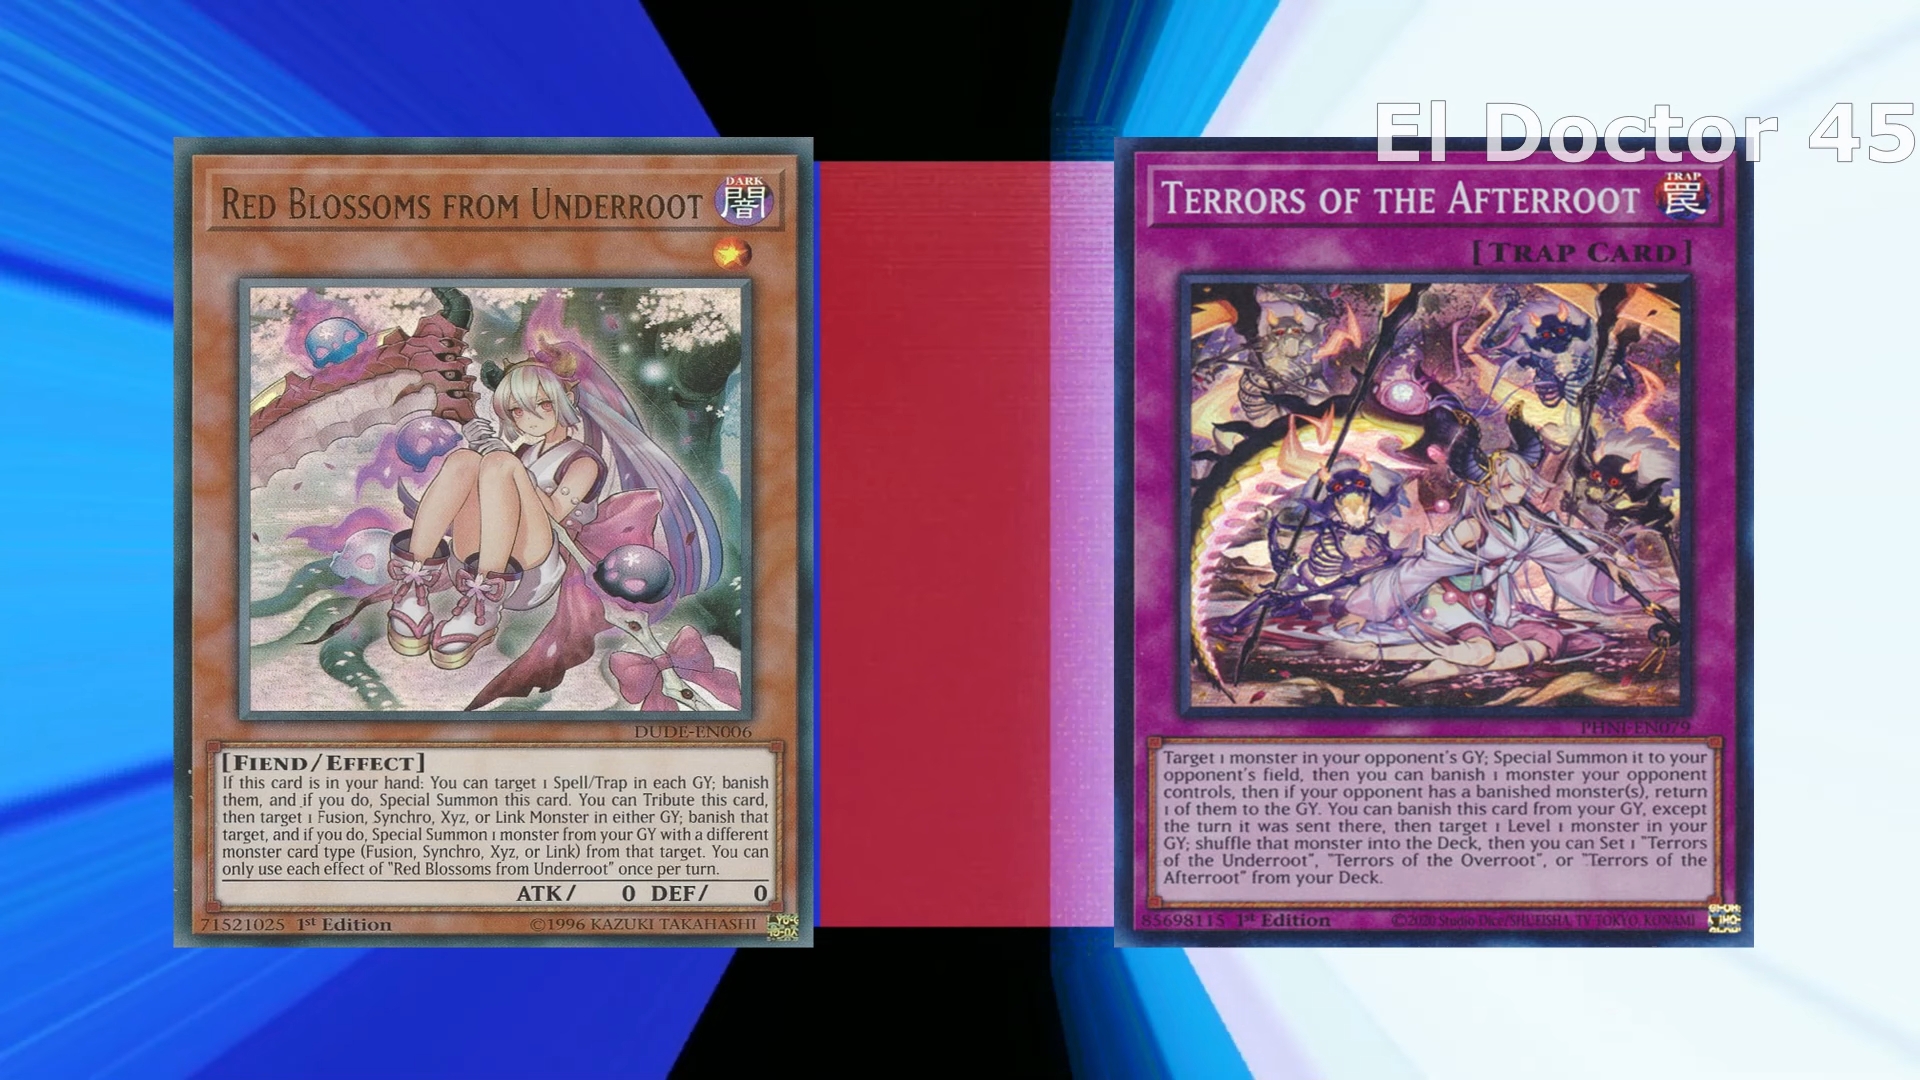 El Doctor 45
RED BLOSSOMS FROM UNDERROOT
DARK
闇
DUDE-EN006
[FIEND/EFFECT]
If this card is in your hand: You can target 1 Spell/Trap in each GY; banish
them, and if you do, Special Summon this card. You can Tribute this card,
then target 1 Fusion, Synchro, Xyz, or Link Monster in either GY; banish that
target, and if you do, Special Summon 1 monster from your GY with a different
monster card type (Fusion, Synchro, Xyz, or Link) from that target. You can
only use each effect of "Red Blossoms from Underroot" once per turn.
ATK/ 0 DEF/ 0
71521025 1st Edition ©1996 KAZUKI TAKAHASHI
TERRORS OF THE AFTERROOT
TRAP
罠
[TRAP CARD]
PHNI-EN079
Target 1 monster in your opponent's GY; Special Summon it to your
opponent's field, then you can banish 1 monster your opponent
controls, then if your opponent has a banished monster(s), return
1 of them to the GY. You can banish this card from your GY, except
the turn it was sent there, then target 1 Level 1 monster in your
GY; shuffle that monster into the Deck, then you can Set 1 "Terrors
of the Underroot", "Terrors of the Overroot", or "Terrors of the
Afterroot" from your Deck.
85698115 1st Edition ©2020 Studio Dice/SHUEISHA, TV TOKYO, KONAMI